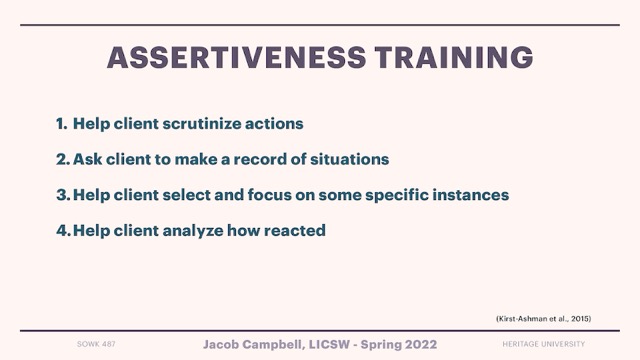 ASSERTIVENESS TRAINING
1. Help client scrutinize actions
2. Ask client to make a record of situations
3. Help client select and focus on some specific instances
4. Help client analyze how reacted
(Kirst-Ashman et al., 2015)
SOWK 487 Jacob Campbell, LICSW - Spring 2022 HERITAGE UNIVERSITY